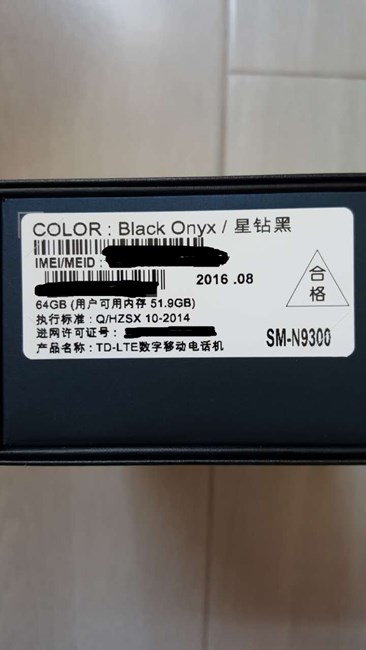 COLOR : Black Onyx / 星钻黑
IMEI/MEID :
2016 .08
合格
64GB (用户可用内存 51.9GB)
执行标准 : Q/HZSX 10-2014
进网许可证号 :
SM-N9300
产品名称 : TD-LTE数字移动电话机